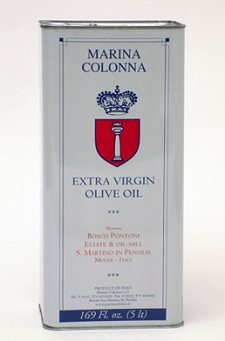 MARINA
COLONNA
EXTRA VIRGIN
OLIVE OIL
***
BOSCO PONTONI
ESTATE & OIL-MILL
S. MARTINO IN PENSILIS
MOLISE - ITALY
***
PRODUCT OF ITALY
169 Fl. oz. (5 lt)